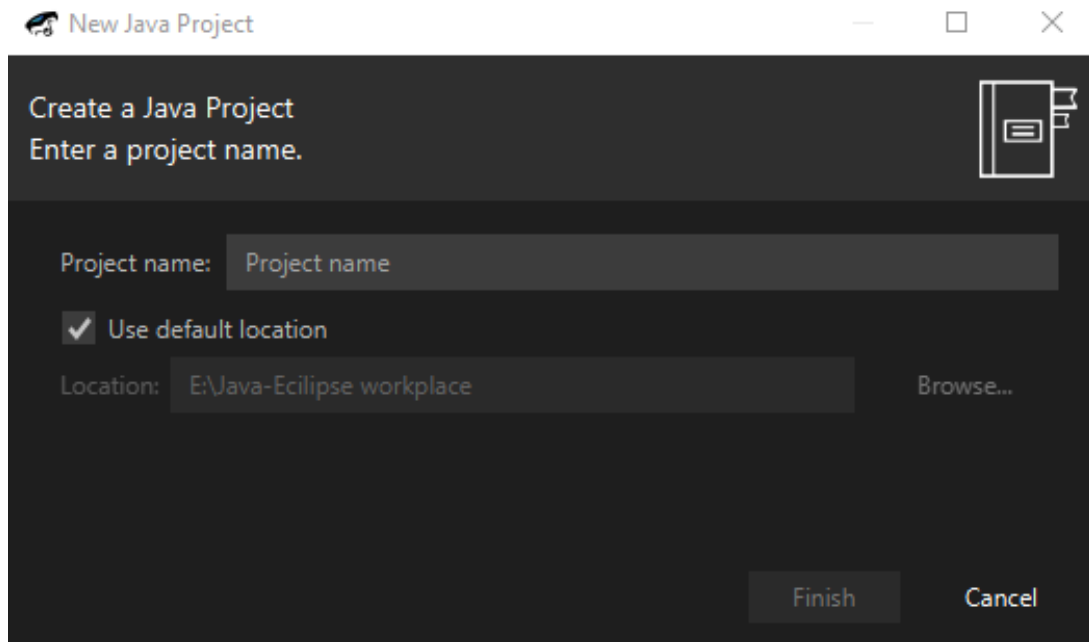 New Java Project
Create a Java Project
Enter a project name.
Project name: Project name
Use default location
Location: E:\Java-Ecilipse workplace Browse...
Finish Cancel